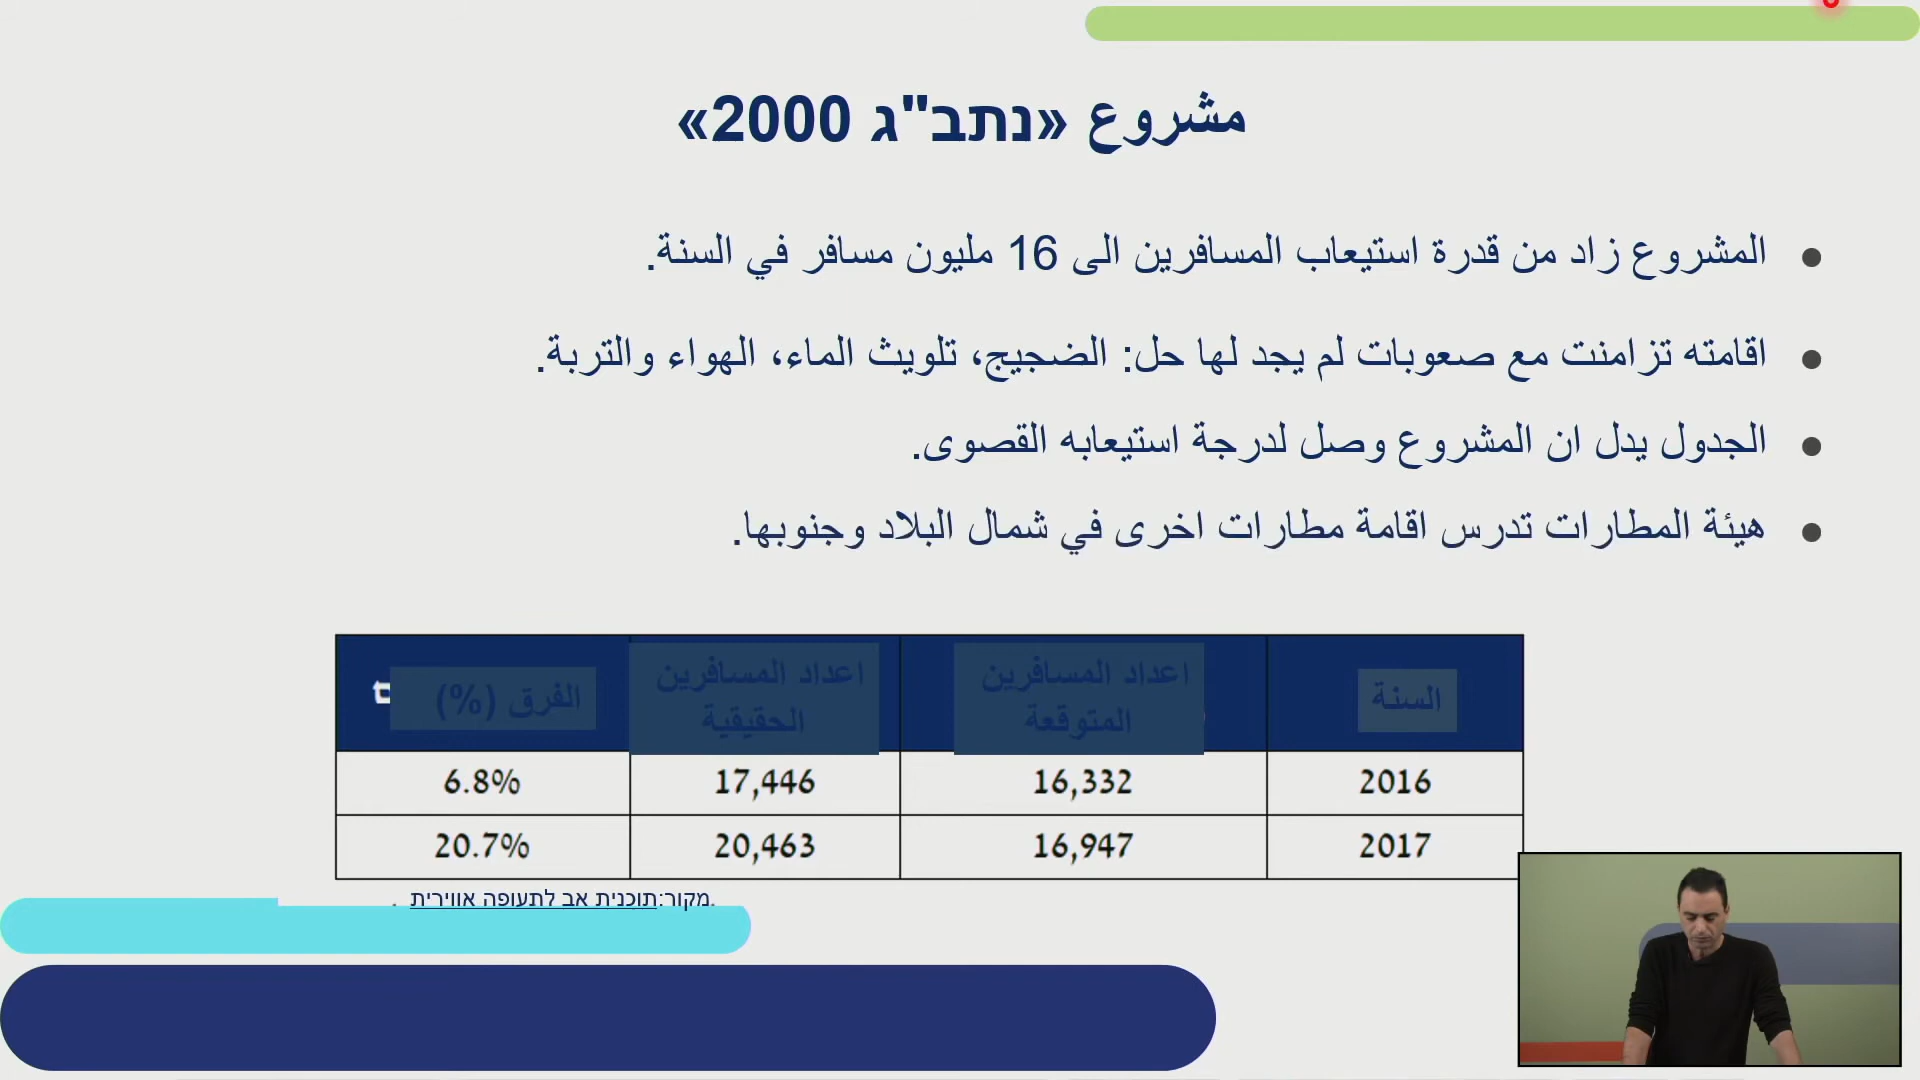 مشروع «נתב"ג 2000»
المشروع زاد من قدرة استيعاب المسافرين الى 16 مليون مسافر في السنة.
اقامته تزامنت مع صعوبات لم يجد لها حل: الضجيج، تلويث الماء، الهواء والتربة.
الجدول يدل ان المشروع وصل لدرجة استيعابه القصوى.
هيئة المطارات تدرس اقامة مطارات اخرى في شمال البلاد وجنوبها.
السنة اعداد المسافرين المتوقعة اعداد المسافرين الحقيقية الفرق (%)
2016 16,332 17,446 6.8%
2017 16,947 20,463 20.7%
מקור:תוכנית אב לתעופה אווירית.